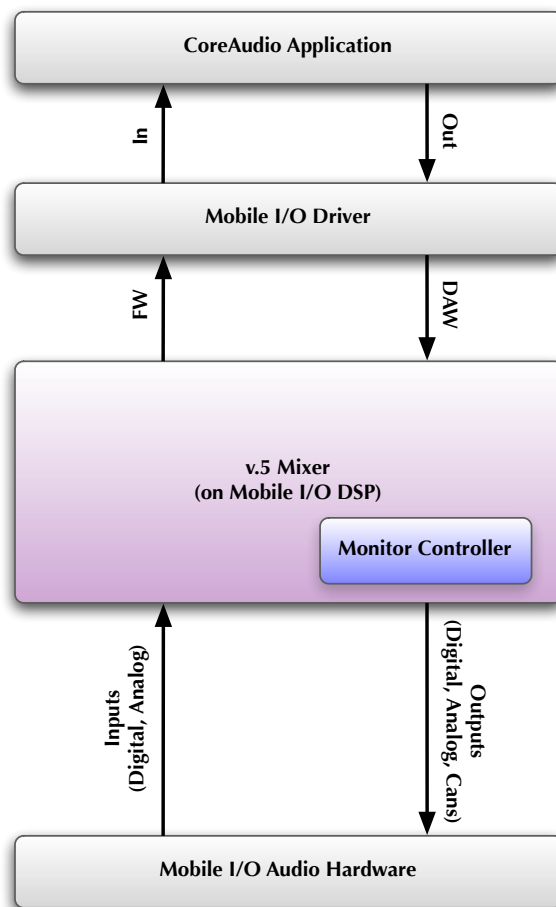 CoreAudio Application
In
Out
Mobile I/O Driver
FW
DAW
v.5 Mixer
(on Mobile I/O DSP)
Monitor Controller
Inputs
(Digital, Analog)
Outputs
(Digital, Analog, Cans)
Mobile I/O Audio Hardware